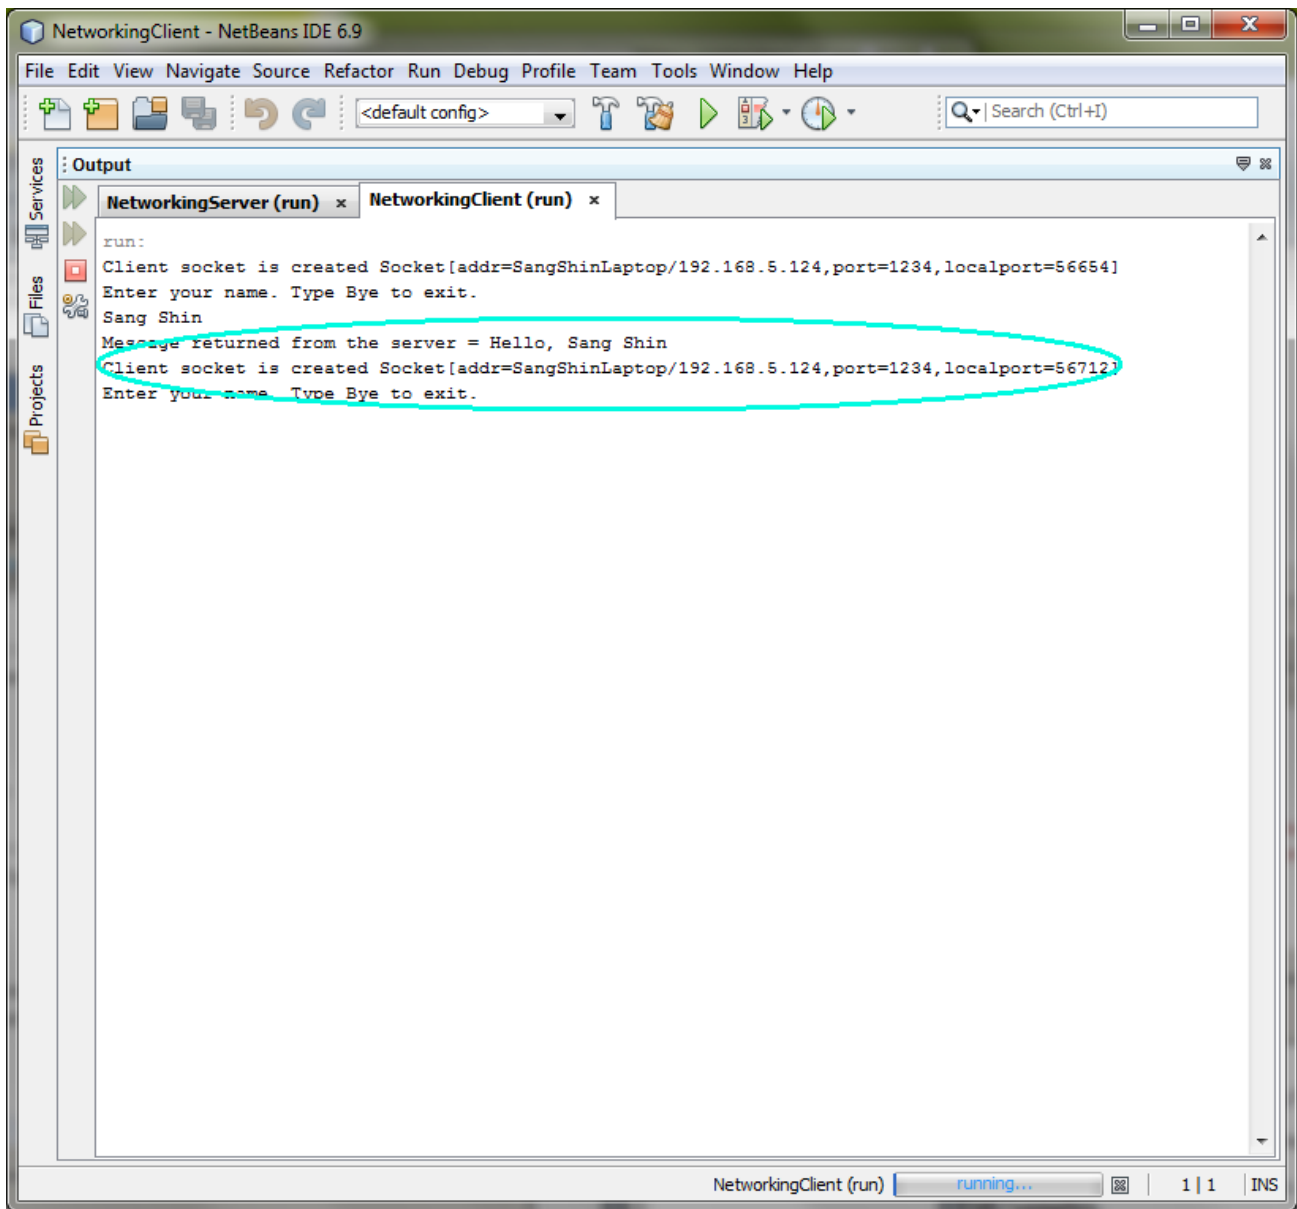 NetworkingClient - NetBeans IDE 6.9
File Edit View Navigate Source Refactor Run Debug Profile Team Tools Window Help
<default config> Search (Ctrl+I)
Services
Files
Projects
Output
NetworkingServer (run) NetworkingClient (run)
run:
Client socket is created Socket[addr=SangShinLaptop/192.168.5.124,port=1234,localport=56654]
Enter your name. Type Bye to exit.
Sang Shin
Message returned from the server = Hello, Sang Shin
Client socket is created Socket[addr=SangShinLaptop/192.168.5.124,port=1234,localport=56712]
Enter your name. Type Bye to exit.
NetworkingClient (run) running... 1 | 1 INS